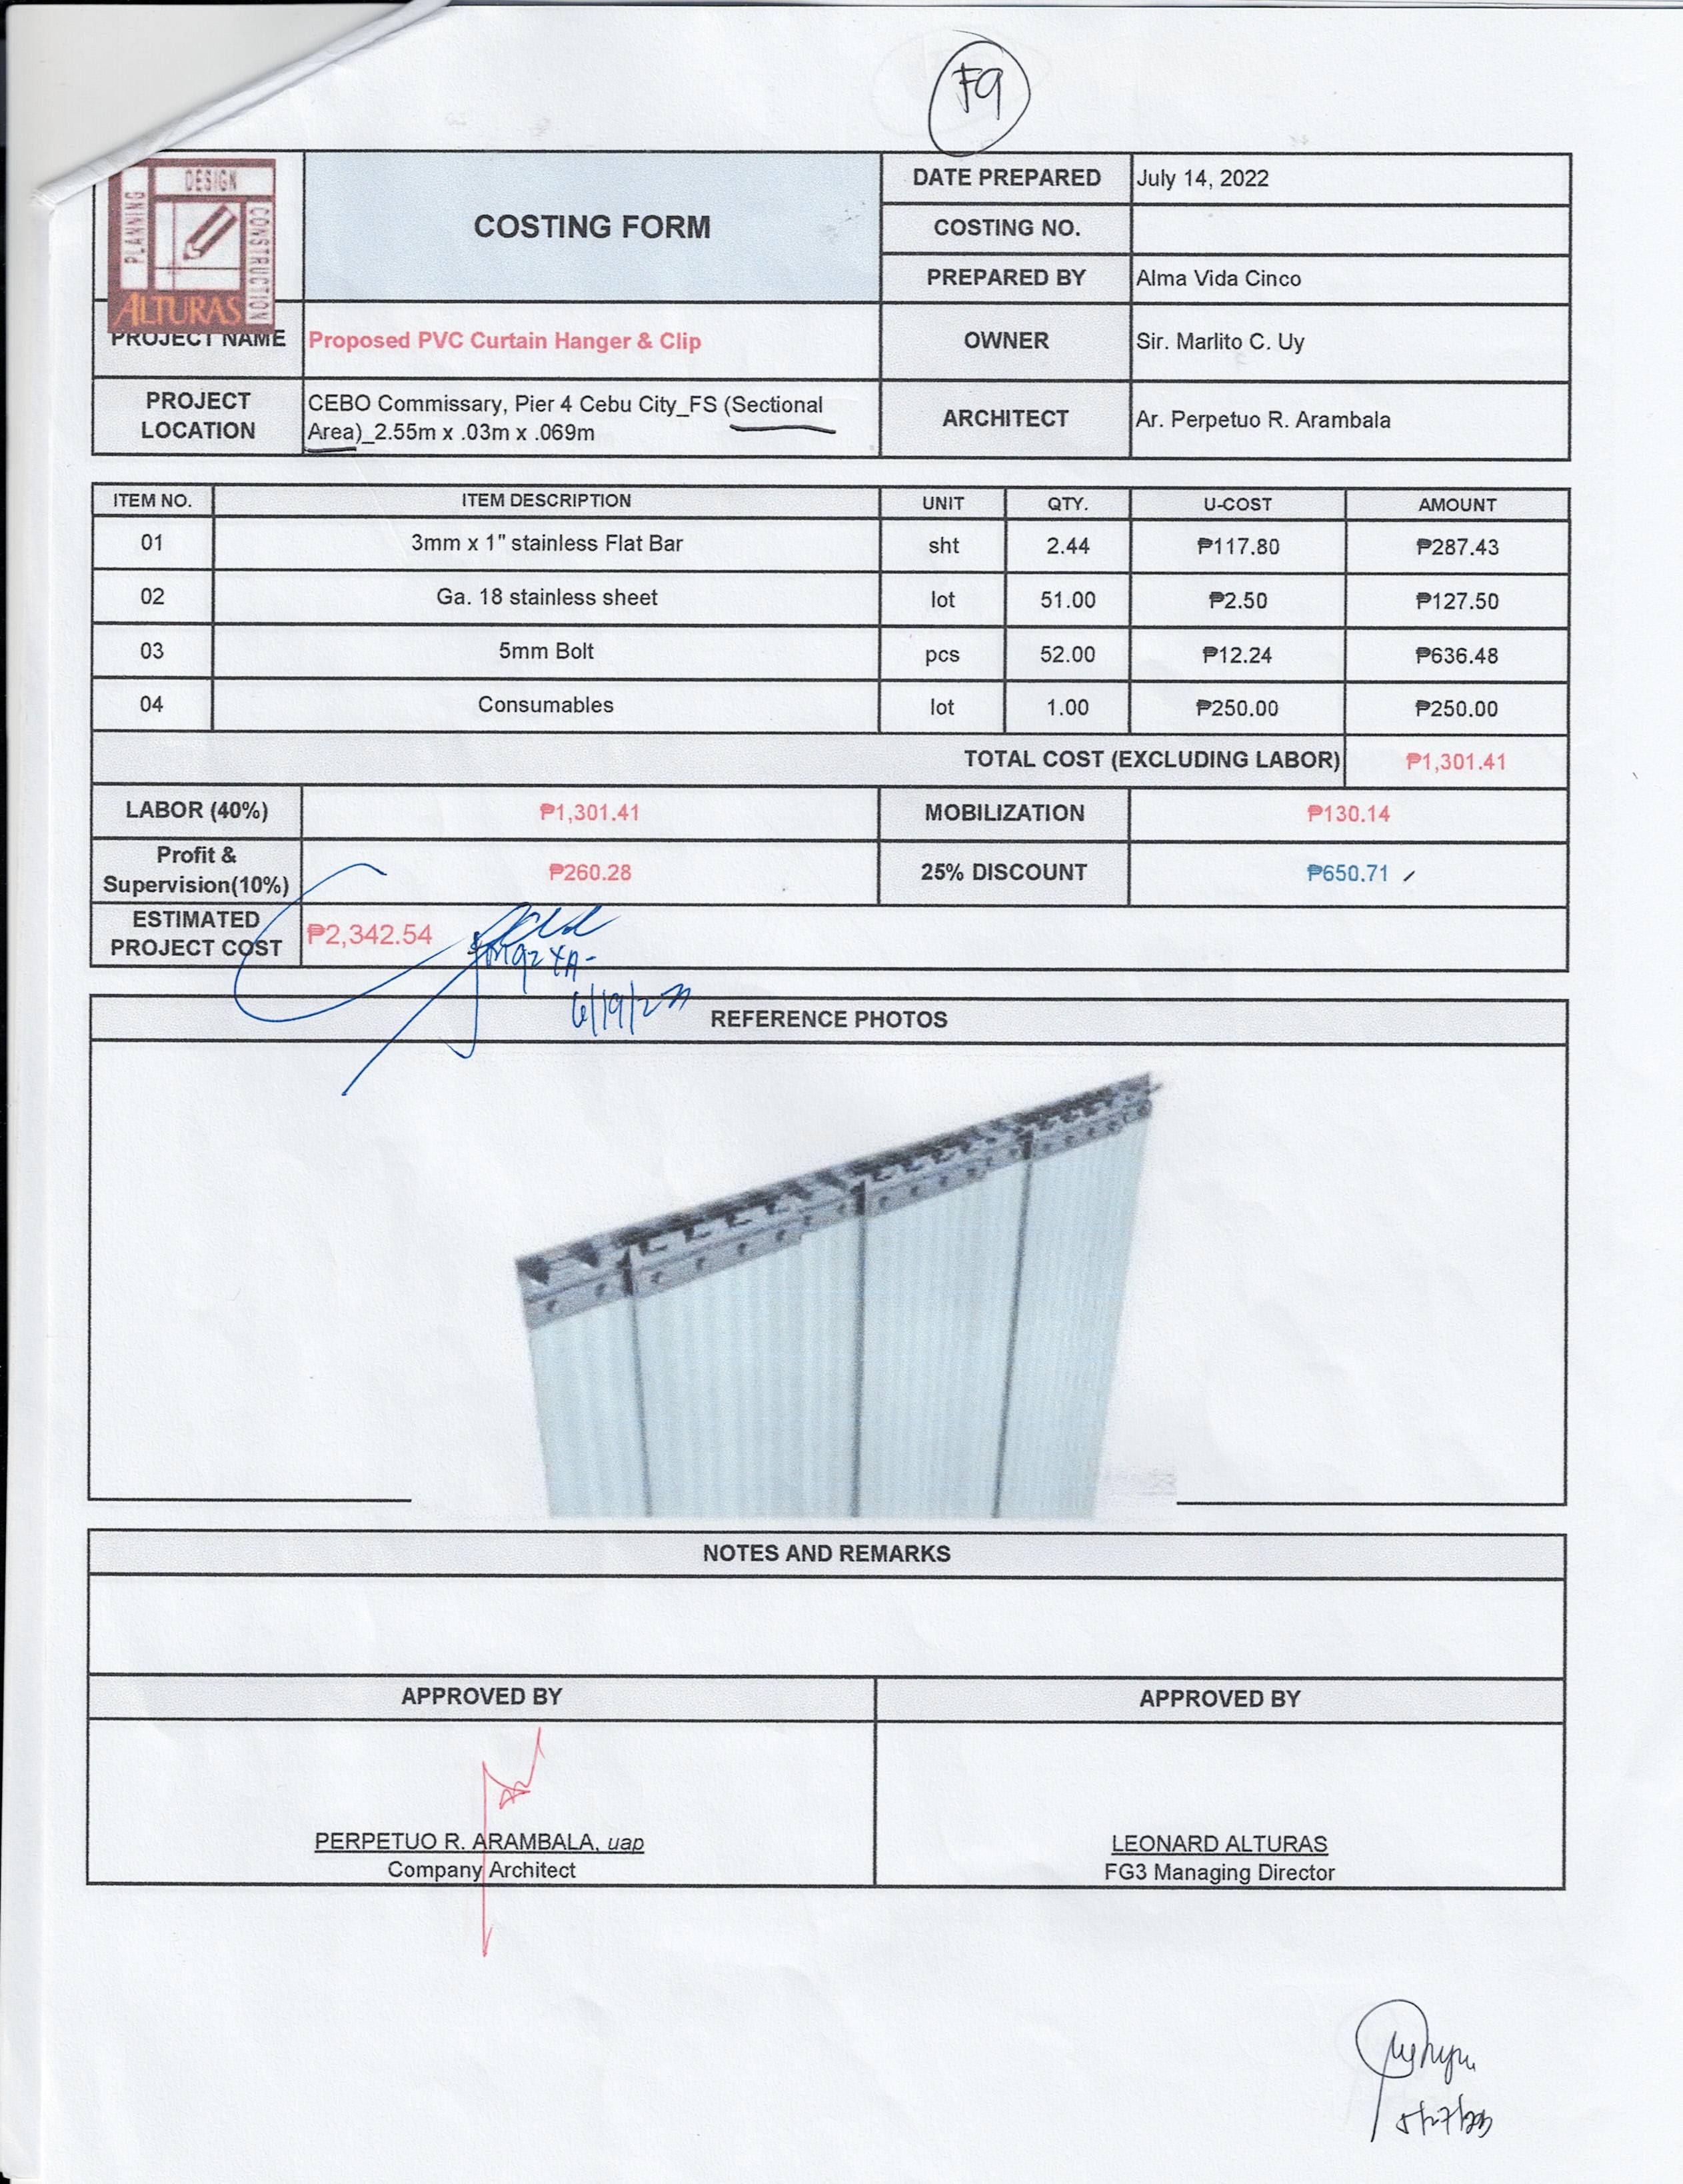 F9
DESIGN
PLANNING
CONSTRUCTION
ALTURAS
COSTING FORM
DATE PREPARED July 14, 2022
COSTING NO.
PREPARED BY Alma Vida Cinco
PROJECT NAME Proposed PVC Curtain Hanger & Clip OWNER Sir. Marlito C. Uy
PROJECT LOCATION CEBO Commissary, Pier 4 Cebu City_FS (Sectional
Area)_2.55m x .03m x .069m ARCHITECT Ar. Perpetuo R. Arambala
ITEM NO. ITEM DESCRIPTION UNIT QTY. U-COST AMOUNT
01 3mm x 1" stainless Flat Bar sht 2.44 ₱117.80 ₱287.43
02 Ga. 18 stainless sheet lot 51.00 ₱2.50 ₱127.50
03 5mm Bolt pcs 52.00 ₱12.24 ₱636.48
04 Consumables lot 1.00 ₱250.00 ₱250.00
TOTAL COST (EXCLUDING LABOR) ₱1,301.41
LABOR (40%) ₱1,301.41 MOBILIZATION ₱130.14
Profit &
Supervision(10%) ₱260.28 25% DISCOUNT ₱650.71
ESTIMATED
PROJECT COST ₱2,342.54
REFERENCE PHOTOS
NOTES AND REMARKS
APPROVED BY APPROVED BY
PERPETUO R. ARAMBALA, uap LEONARD ALTURAS
Company Architect FG3 Managing Director
5/27/23